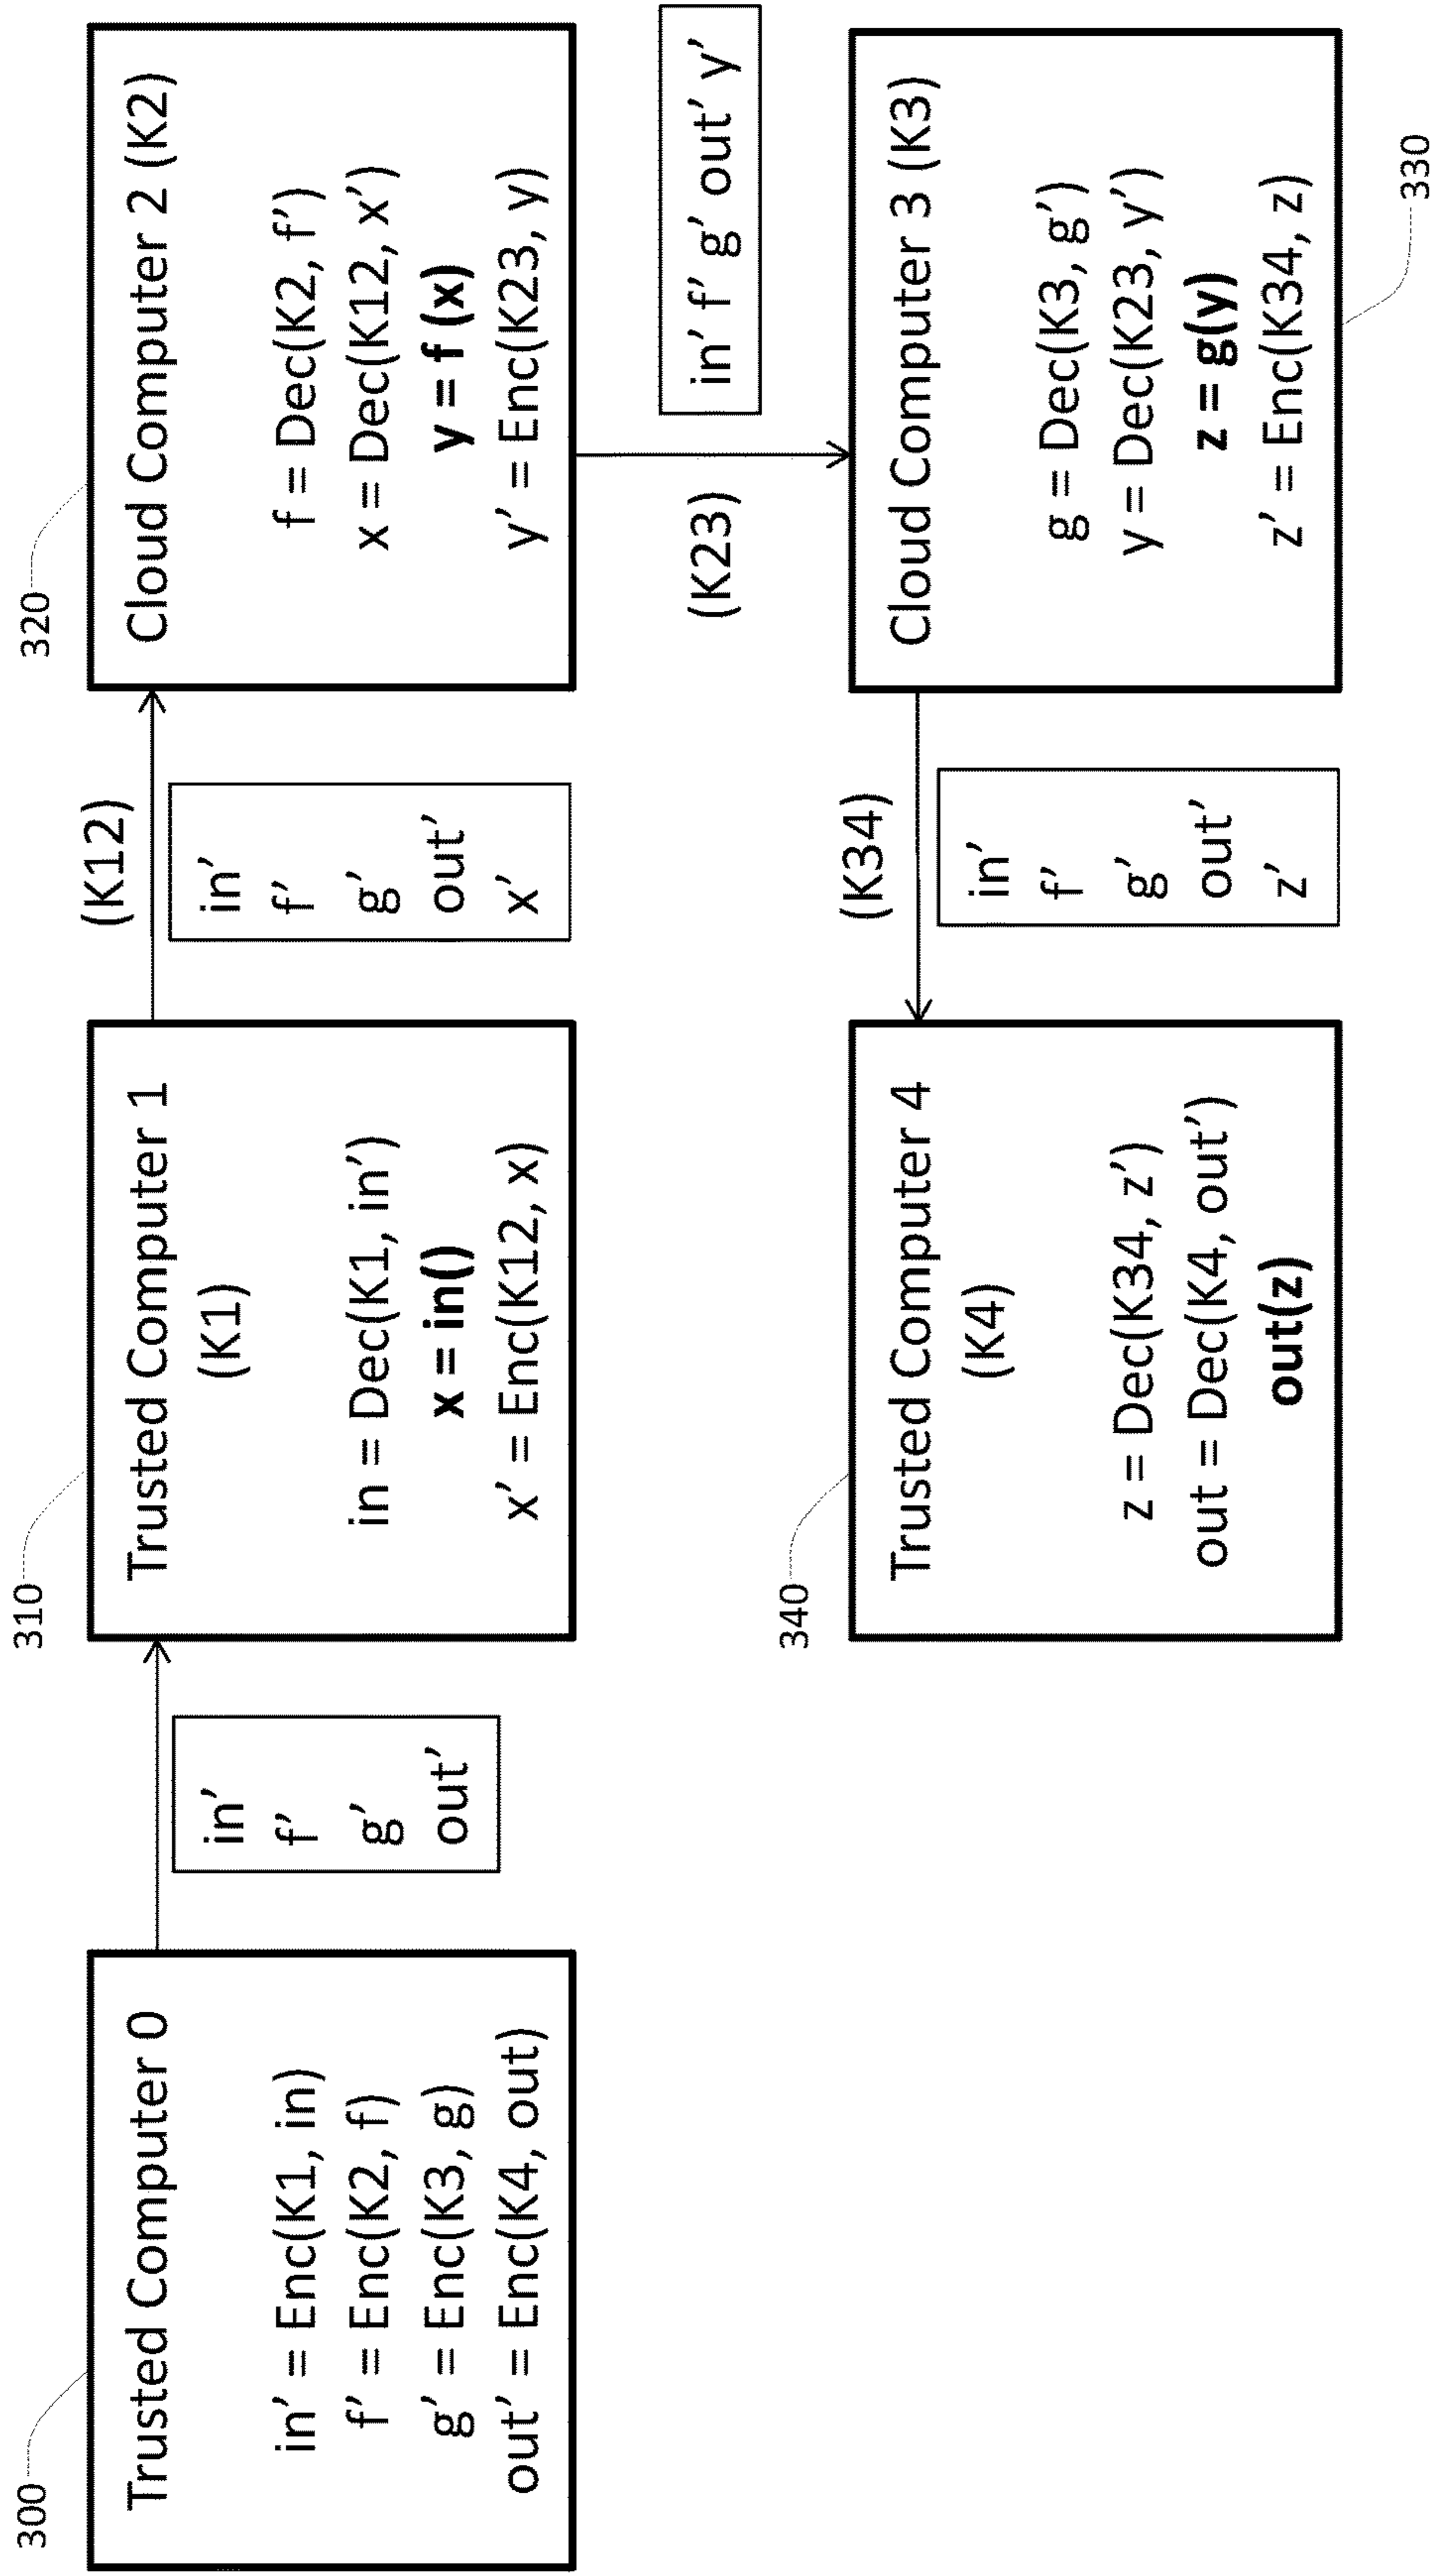 300
Trusted Computer 0
in' = Enc(K1, in)
f' = Enc(K2, f)
g' = Enc(K3, g)
out' = Enc(K4, out)
in'
f'
g'
out'
310
Trusted Computer 1
(K1)
in = Dec(K1, in')
x = in()
x' = Enc(K12, x)
(K12)
in'
f'
g'
out'
x'
320
Cloud Computer 2 (K2)
f = Dec(K2, f')
x = Dec(K12, x')
y = f (x)
y' = Enc(K23, y)
(K23)
in' f' g' out' y'
Cloud Computer 3 (K3)
g = Dec(K3, g')
y = Dec(K23, y')
z = g(y)
z' = Enc(K34, z)
330
(K34)
in'
f'
g'
out'
z'
340
Trusted Computer 4
(K4)
z = Dec(K34, z')
out = Dec(K4, out')
out(z)